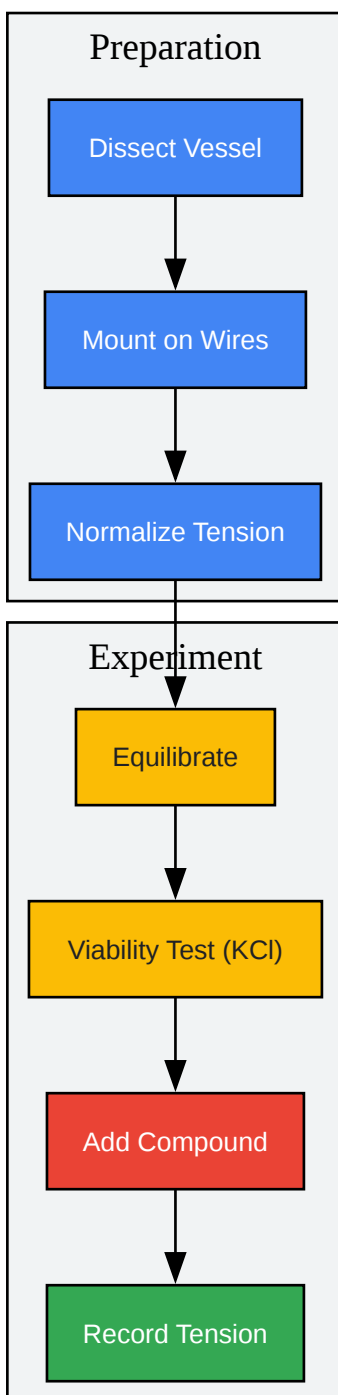 Preparation
Dissect Vessel
Mount on Wires
Normalize Tension
Experiment
Equilibrate
Viability Test (KCl)
Add Compound
Record Tension